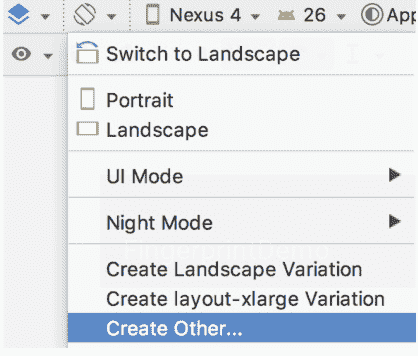 Nexus 4 26 App
Switch to Landscape
Portrait
Landscape
UI Mode
Night Mode
Create Landscape Variation
Create layout-xlarge Variation
Create Other...